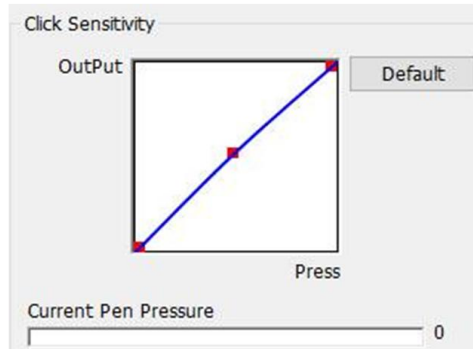 Click Sensitivity
OutPut
Default
Press
Current Pen Pressure
0